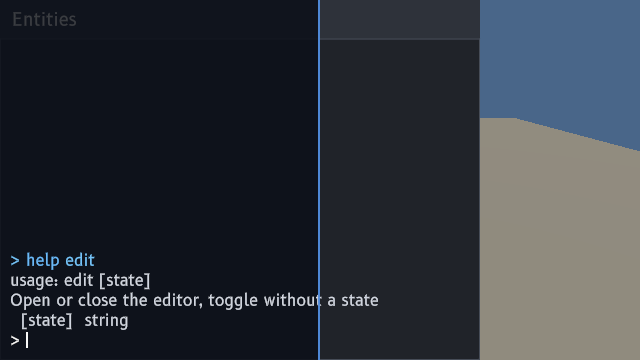 Entities
> help edit
usage: edit [state]
Open or close the editor, toggle without a state
[state] string
>